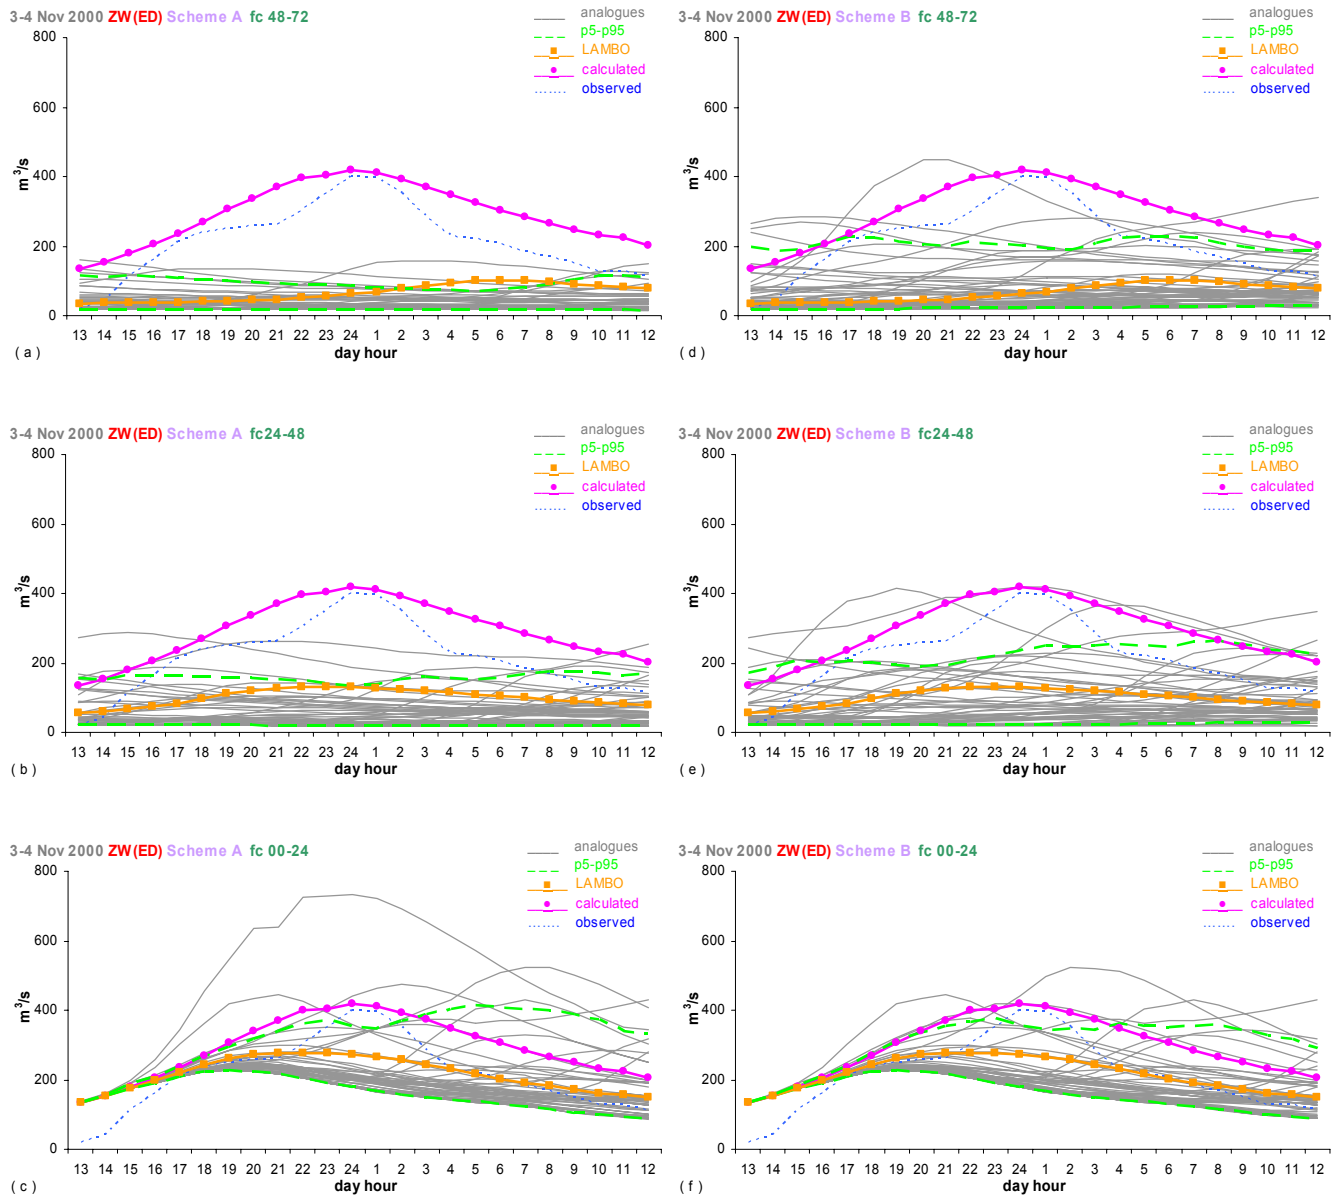 3-4 Nov 2000 ZW(ED) Scheme A fc 48-72
analogues
p5-p95
LAMBO
calculated
observed
800
600
400
200
0
m³/s
13 14 15 16 17 18 19 20 21 22 23 24 1 2 3 4 5 6 7 8 9 10 11 12
day hour
(a)
3-4 Nov 2000 ZW(ED) Scheme B fc 48-72
analogues
p5-p95
LAMBO
calculated
observed
800
600
400
200
0
m³/s
13 14 15 16 17 18 19 20 21 22 23 24 1 2 3 4 5 6 7 8 9 10 11 12
day hour
(d)
3-4 Nov 2000 ZW(ED) Scheme A fc24-48
analogues
p5-p95
LAMBO
calculated
observed
800
600
400
200
0
m³/s
13 14 15 16 17 18 19 20 21 22 23 24 1 2 3 4 5 6 7 8 9 10 11 12
day hour
(b)
3-4 Nov 2000 ZW(ED) Scheme B fc24-48
analogues
p5-p95
LAMBO
calculated
observed
800
600
400
200
0
m³/s
13 14 15 16 17 18 19 20 21 22 23 24 1 2 3 4 5 6 7 8 9 10 11 12
day hour
(e)
3-4 Nov 2000 ZW(ED) Scheme A fc 00-24
analogues
p5-p95
LAMBO
calculated
observed
800
600
400
200
0
m³/s
13 14 15 16 17 18 19 20 21 22 23 24 1 2 3 4 5 6 7 8 9 10 11 12
day hour
(c)
3-4 Nov 2000 ZW(ED) Scheme B fc 00-24
analogues
p5-p95
LAMBO
calculated
observed
800
600
400
200
0
m³/s
13 14 15 16 17 18 19 20 21 22 23 24 1 2 3 4 5 6 7 8 9 10 11 12
day hour
(f)